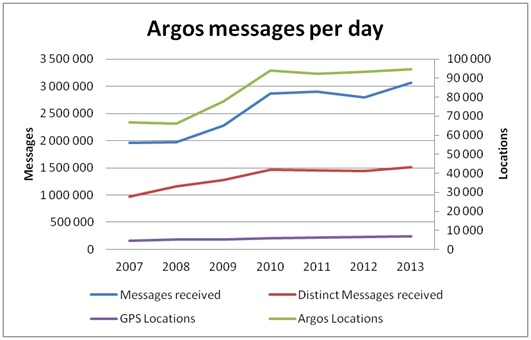 Argos messages per day
3 500 000
3 000 000
2 500 000
2 000 000
1 500 000
1 000 000
500 000
0
Messages
100 000
90 000
80 000
70 000
60 000
50 000
40 000
30 000
20 000
10 000
0
Locations
2007 2008 2009 2010 2011 2012 2013
Messages received Distinct Messages received
GPS Locations Argos Locations